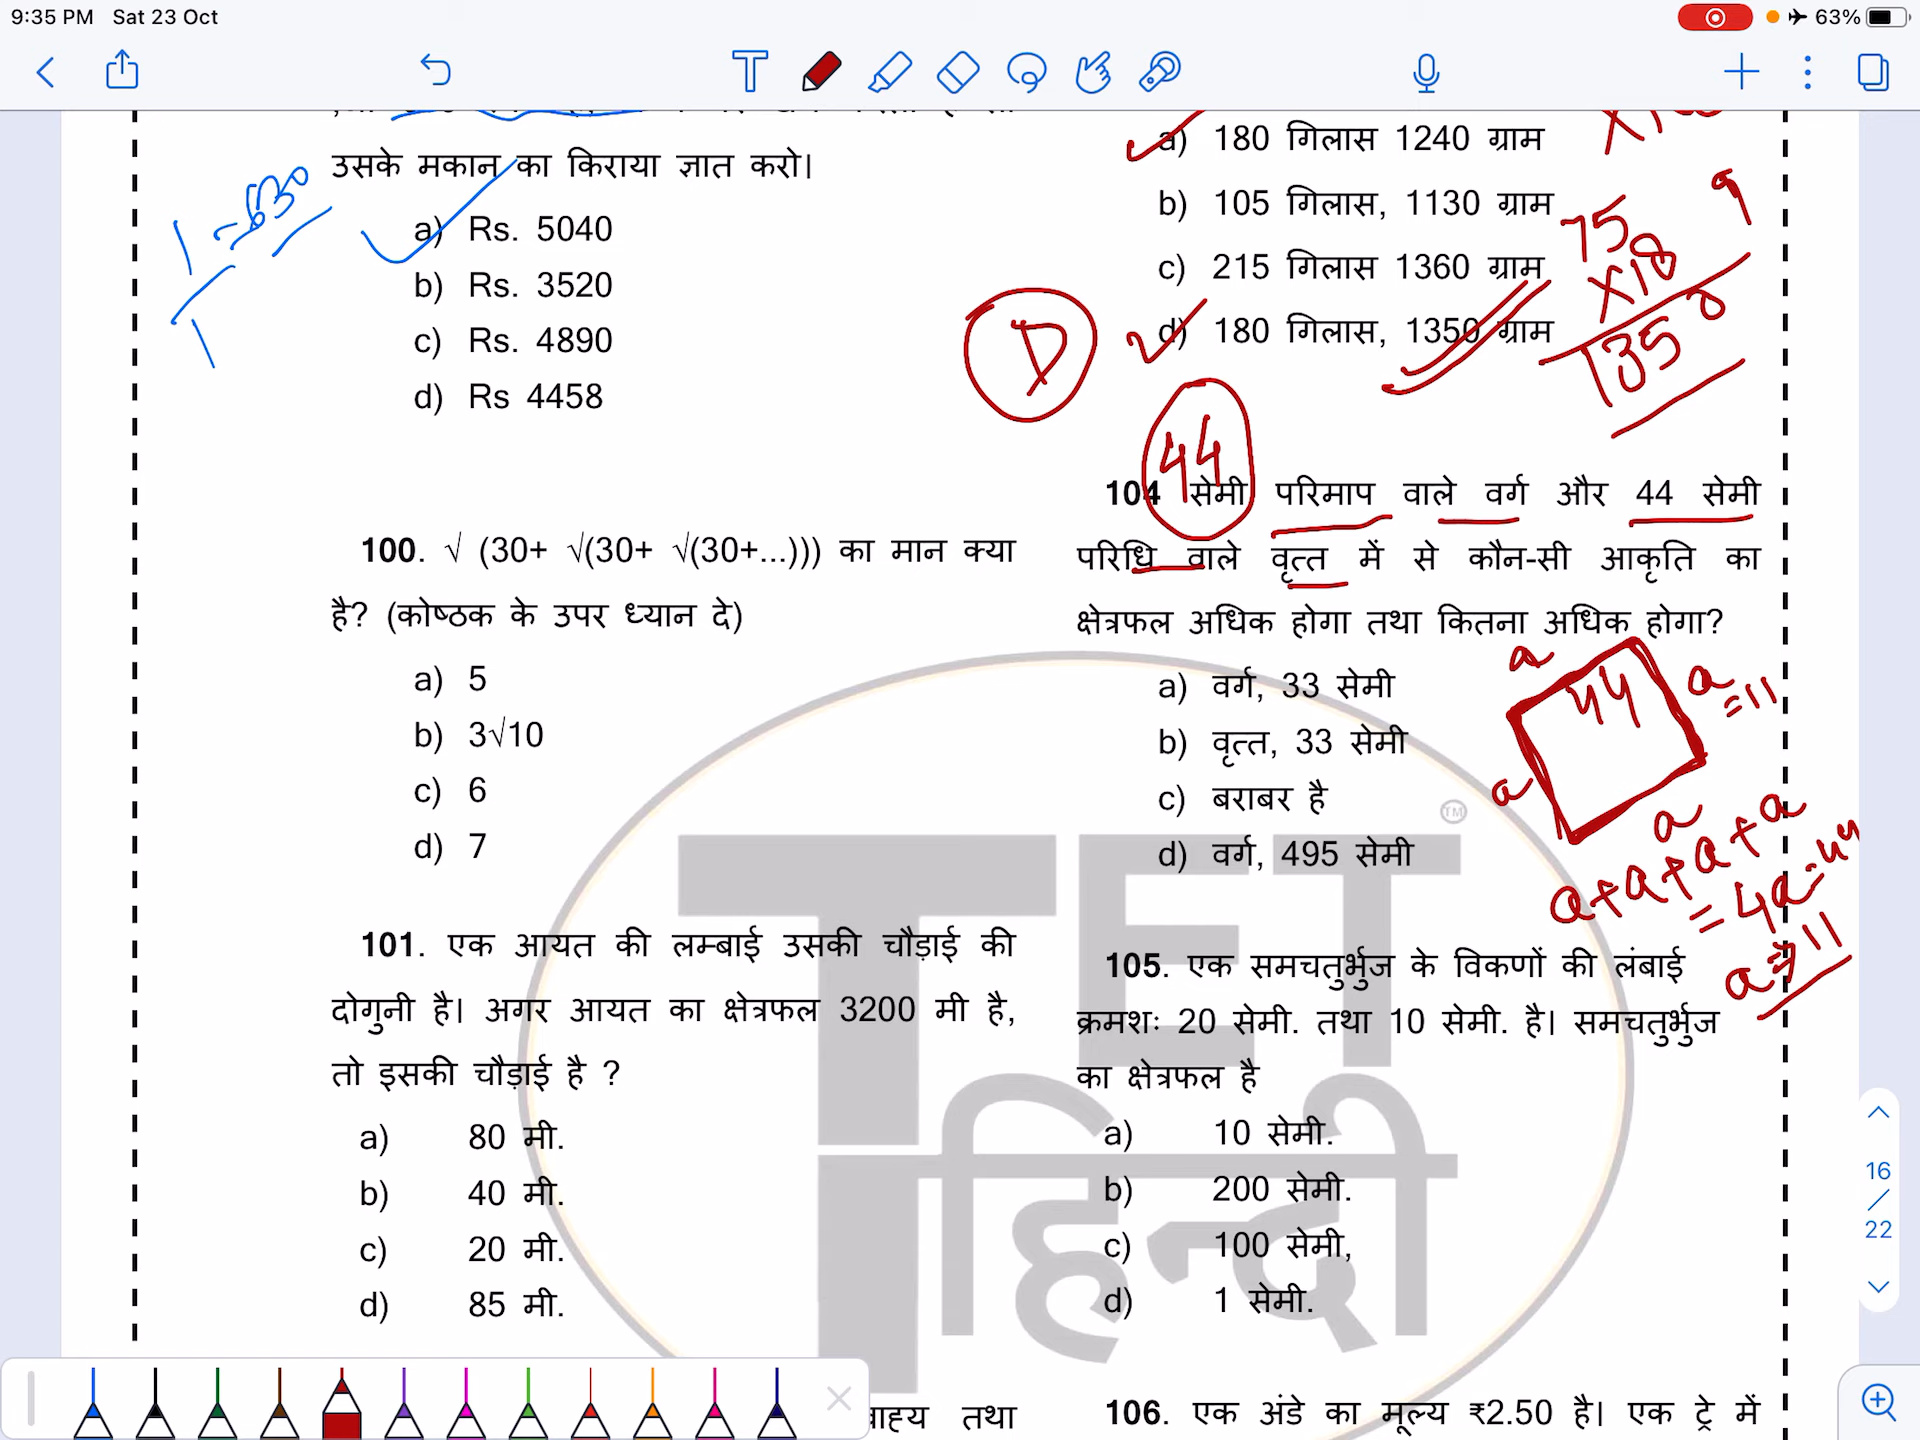 9:35 PM Sat 23 Oct
63%
उसके मकान का किराया ज्ञात करो।
a) Rs. 5040
b) Rs. 3520
c) Rs. 4890
d) Rs 4458
100. √ (30+ √(30+ √(30+...))) का मान क्या
है? (कोष्ठक के उपर ध्यान दे)
a) 5
b) 3√10
c) 6
d) 7
101. एक आयत की लम्बाई उसकी चौड़ाई की
दोगुनी है। अगर आयत का क्षेत्रफल 3200 मी है,
तो इसकी चौड़ाई है ?
a) 80 मी.
b) 40 मी.
c) 20 मी.
d) 85 मी.
तथा
a) 180 गिलास 1240 ग्राम
b) 105 गिलास, 1130 ग्राम
c) 215 गिलास 1360 ग्राम
d) 180 गिलास, 1350 ग्राम
D
75
X18
1350
44
104 सेमी परिमाप वाले वर्ग और 44 सेमी
परिधि वाले वृत्त में से कौन-सी आकृति का
क्षेत्रफल अधिक होगा तथा कितना अधिक होगा?
a) वर्ग, 33 सेमी
b) वृत्त, 33 सेमी
c) बराबर है
d) वर्ग, 495 सेमी
a
44
a
=11
a
a
a+a+a+a
=4a=44
a=11
105. एक समचतुर्भुज के विकणों की लंबाई
क्रमशः 20 सेमी. तथा 10 सेमी. है। समचतुर्भुज
का क्षेत्रफल है
a) 10 सेमी.
b) 200 सेमी.
c) 100 सेमी,
d) 1 सेमी.
106. एक अंडे का मूल्य ₹2.50 है। एक ट्रे में
TET
हिन्दी
TM
16
/
22